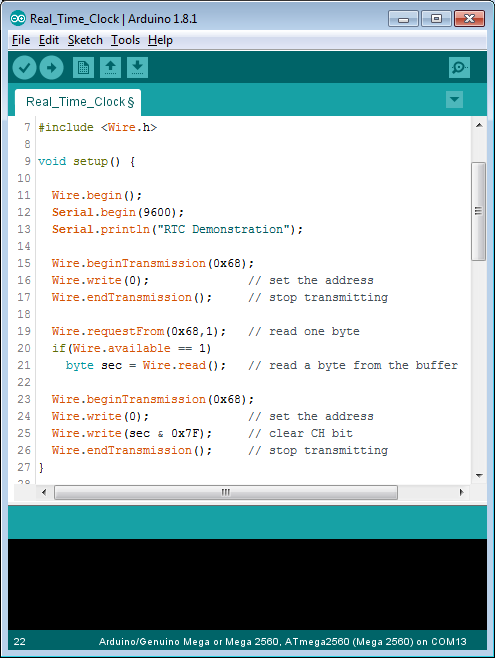 Real_Time_Clock | Arduino 1.8.1
File Edit Sketch Tools Help
Real_Time_Clock §
7 #include <Wire.h>
8
9 void setup() {
10
11 Wire.begin();
12 Serial.begin(9600);
13 Serial.println("RTC Demonstration");
14
15 Wire.beginTransmission(0x68);
16 Wire.write(0); // set the address
17 Wire.endTransmission(); // stop transmitting
18
19 Wire.requestFrom(0x68,1); // read one byte
20 if(Wire.available == 1)
21 byte sec = Wire.read(); // read a byte from the buffer
22
23 Wire.beginTransmission(0x68);
24 Wire.write(0); // set the address
25 Wire.write(sec & 0x7F); // clear CH bit
26 Wire.endTransmission(); // stop transmitting
27 }
28
22 Arduino/Genuino Mega or Mega 2560, ATmega2560 (Mega 2560) on COM13